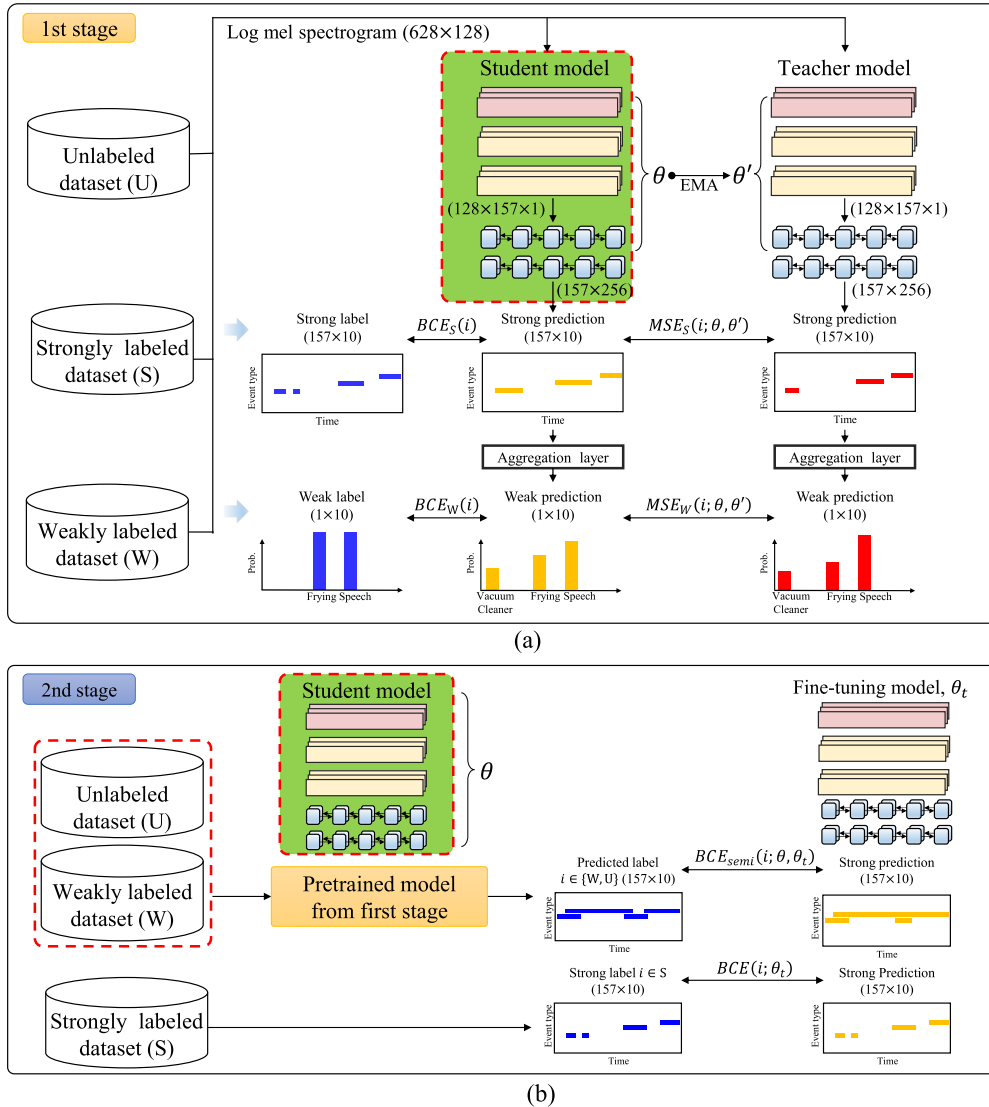 1st stage
Log mel spectrogram (628×128)
Student model
Teacher model
Unlabeled
dataset (U)
θ
EMA
θ′
(128×157×1)
(128×157×1)
(157×256)
(157×256)
Strongly labeled
dataset (S)
Strong label
(157×10)
BCE_S(i)
Strong prediction
(157×10)
MSE_S(i; θ, θ′)
Strong prediction
(157×10)
Event type
Time
Event type
Time
Event type
Time
Aggregation layer
Aggregation layer
Weakly labeled
dataset (W)
Weak label
(1×10)
BCE_W(i)
Weak prediction
(1×10)
MSE_W(i; θ, θ′)
Weak prediction
(1×10)
Prob.
Frying Speech
Prob.
Vacuum
Cleaner
Frying Speech
Prob.
Vacuum
Cleaner
Frying Speech
(a)
2nd stage
Student model
Fine-tuning model, θ_t
θ
Unlabeled
dataset (U)
Weakly labeled
dataset (W)
Pretrained model
from first stage
Predicted label
i ∈ {W, U} (157×10)
BCE_semi(i; θ, θ_t)
Strong prediction
(157×10)
Event type
Time
Event type
Time
Strongly labeled
dataset (S)
Strong label i ∈ S
(157×10)
BCE(i; θ_t)
Strong Prediction
(157×10)
Event type
Time
Event type
Time
(b)